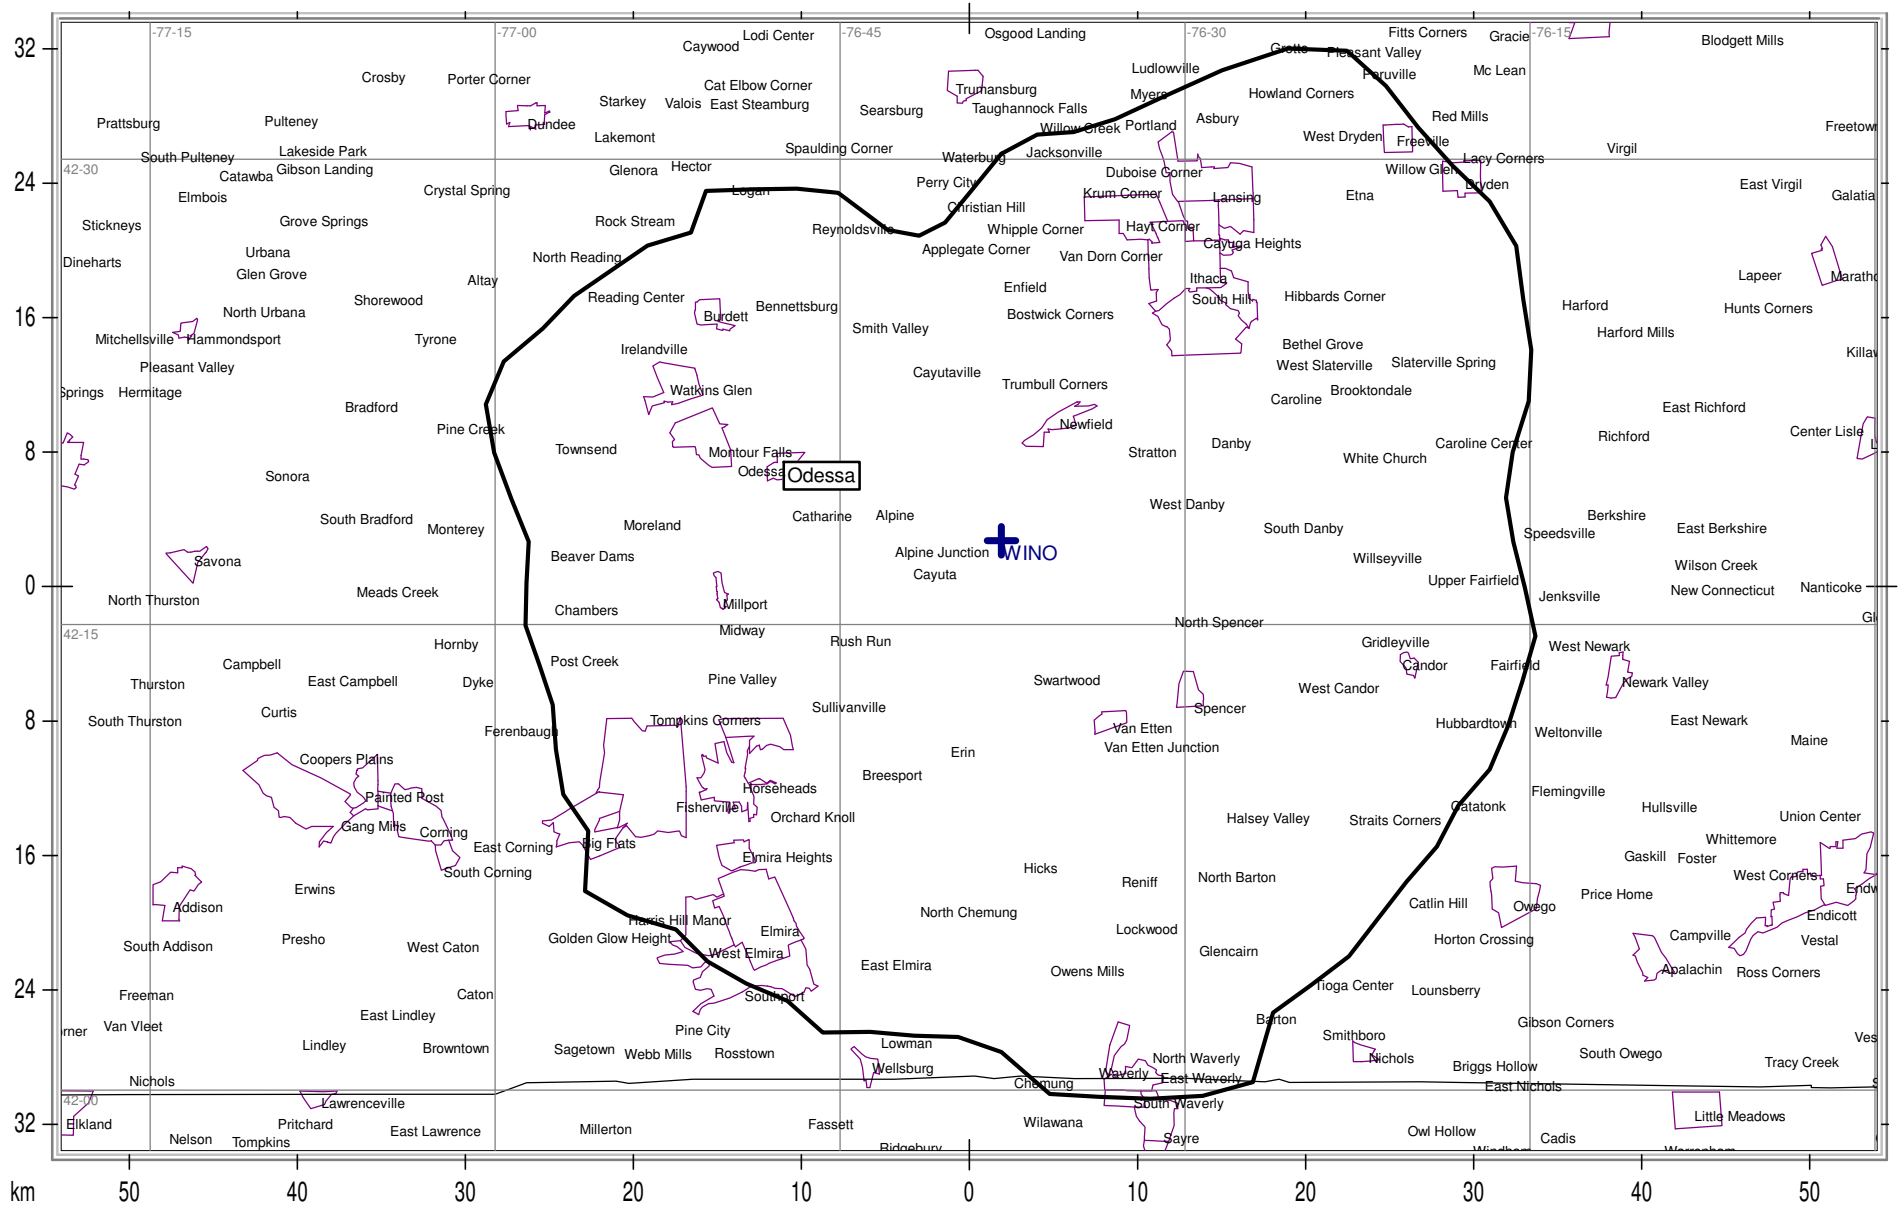 -77-15
-77-00
-76-45
-76-30
-76-15
Lodi Center
Osgood Landing
Fitts Corners
Gracie
Blodgett Mills
32
Caywood
Grotto
Pleasant Valley
Crosby
Porter Corner
Ludlowville
Peruville
Mc Lean
Cat Elbow Corner
Trumansburg
Myers
Howland Corners
Starkey
Valois
East Steamburg
Searsburg
Taughannock Falls
Red Mills
Prattsburg
Pulteney
Dundee
Willow Creek
Portland
Asbury
Freetow
Lakemont
West Dryden
Freeville
Lakeside Park
Spaulding Corner
Waterburg
Jacksonville
Virgil
42-30
South Pulteney
Gibson Landing
Lacy Corners
Catawba
Glenora
Hector
Duboise Corner
Willow Glen
24
Elmbois
Crystal Spring
Logan
Perry City
Krum Corner
Lansing
Etna
Dryden
East Virgil
Galatia
Stickneys
Grove Springs
Rock Stream
Reynoldsville
Christian Hill
Whipple Corner
Hayt Corner
Dineharts
Urbana
North Reading
Applegate Corner
Van Dorn Corner
Cayuga Heights
Glen Grove
Altay
Enfield
Ithaca
Lapeer
Maratho
Shorewood
Reading Center
Bennettsburg
South Hill
Hibbards Corner
Harford
Hunts Corners
16
North Urbana
Burdett
Smith Valley
Bostwick Corners
Harford Mills
Mitchellsville
Hammondsport
Tyrone
Irelandville
Bethel Grove
Killaw
Pleasant Valley
Cayutaville
West Slaterville
Slaterville Spring
Springs
Hermitage
Watkins Glen
Trumbull Corners
Caroline
Brooktondale
Bradford
Newfield
East Richford
Pine Creek
Danby
Caroline Center
Richford
Center Lisle
L
8
Townsend
Montour Falls
Stratton
White Church
Sonora
Odessa
Odessa
West Danby
South Bradford
Monterey
Moreland
Catharine
Alpine
South Danby
Speedsville
Berkshire
East Berkshire
Savona
Beaver Dams
Alpine Junction
WINO
Willseyville
Wilson Creek
0
North Thurston
Meads Creek
Cayuta
Upper Fairfield
Jenksville
New Connecticut
Nanticoke
Chambers
Millport
Gle
42-15
Midway
North Spencer
Hornby
Rush Run
Gridleyville
West Newark
Campbell
Post Creek
Candor
Fairfield
Thurston
East Campbell
Dyke
Pine Valley
Swartwood
West Candor
Newark Valley
8
South Thurston
Curtis
Sullivanville
Spencer
Ferenbaugh
Tompkins Corners
Van Etten
Hubbardtown
Weltonville
East Newark
Coopers Plains
Erin
Van Etten Junction
Maine
Painted Post
Breesport
Horseheads
Flemingville
Gang Mills
Corning
Fisherville
Orchard Knoll
Halsey Valley
Straits Corners
Catatonk
Hullsville
Union Center
16
East Corning
Big Flats
Elmira Heights
Gaskill
Foster
Whittemore
South Corning
Hicks
Reniff
North Barton
West Corners
Endw
Erwins
Price Home
Addison
Harris Hill Manor
North Chemung
Catlin Hill
Owego
Endicott
South Addison
Presho
West Caton
Golden Glow Height
Elmira
Lockwood
Horton Crossing
Campville
Vestal
West Elmira
East Elmira
Glencairn
24
Freeman
Caton
Southport
Owens Mills
Tioga Center
Lounsberry
Apalachin
Ross Corners
Van Vleet
East Lindley
Pine City
Barton
Smithboro
Gibson Corners
orner
Lindley
Browntown
Sagetown
Webb Mills
Rosstown
Lowman
North Waverly
Nichols
Briggs Hollow
South Owego
Ves
Tracy Creek
Nichols
Wellsburg
Chemung
Waverly
East Waverly
East Nichols
S
42-00
Lawrenceville
South Waverly
Little Meadows
32
Elkland
Nelson
Tompkins
Pritchard
East Lawrence
Millerton
Fassett
Ridgebury
Wilawana
Sayre
Owl Hollow
Cadis
Windham
Warrenham
km
50
40
30
20
10
0
10
20
30
40
50